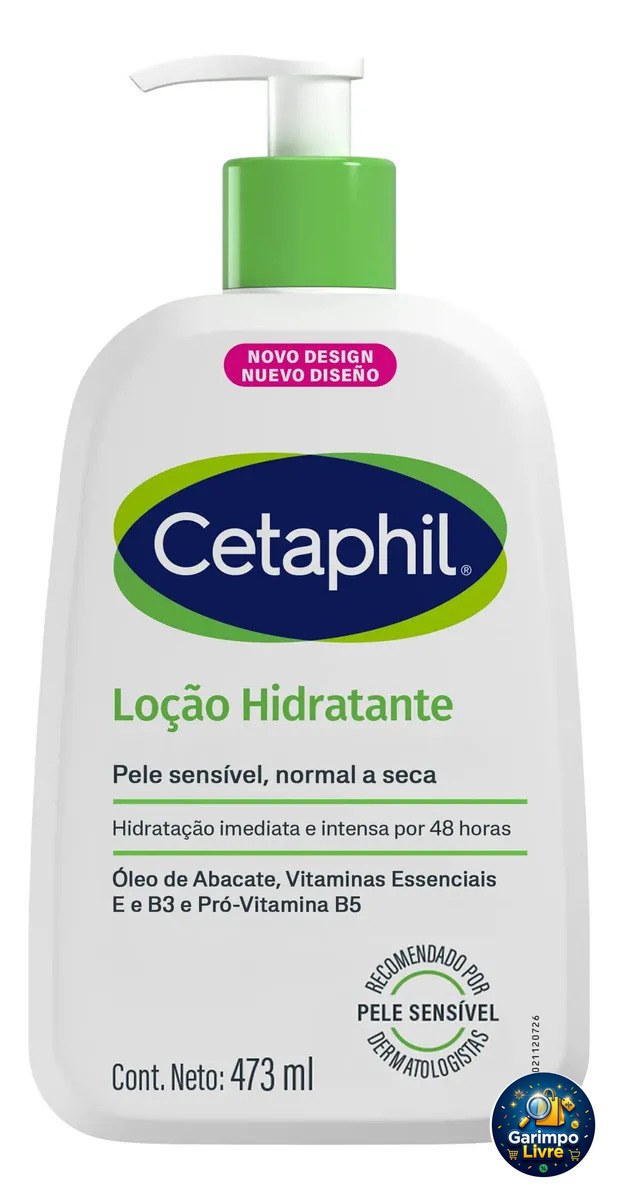 NOVO DESIGN
NUEVO DISEÑO
Cetaphil®
Loção Hidratante
Pele sensível, normal a seca
Hidratação imediata e intensa por 48 horas
Óleo de Abacate, Vitaminas Essenciais
E e B3 e Pró-Vitamina B5
RECOMENDADO POR
PELE SENSÍVEL
DERMATOLOGISTAS
Cont. Neto: 473 ml
021120726
Garimpo
Livre